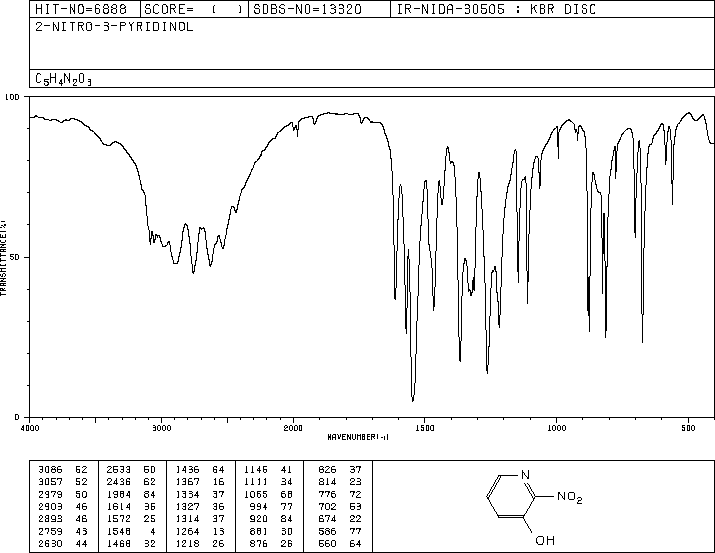 HIT-NO=6888 SCORE= ( ) SDBS-NO=13320 IR-NIDA-30505 : KBR DISC
2-NITRO-3-PYRIDINOL
C5H4N2O3
100
50
0
TRANSMITTANCE(%)
4000 3000 2000 1500 1000 500
WAVENUMBER(-1)
3086 52 2533 50 1436 64 1146 41 826 37
3057 52 2436 62 1367 16 1111 34 814 23
2979 50 1984 84 1334 37 1065 68 776 72
2903 46 1614 36 1327 36 994 77 702 53
2893 46 1572 25 1314 37 920 84 674 22
2759 43 1548 4 1264 13 881 30 586 77
2630 44 1468 32 1218 26 876 26 560 64
N
NO2
OH